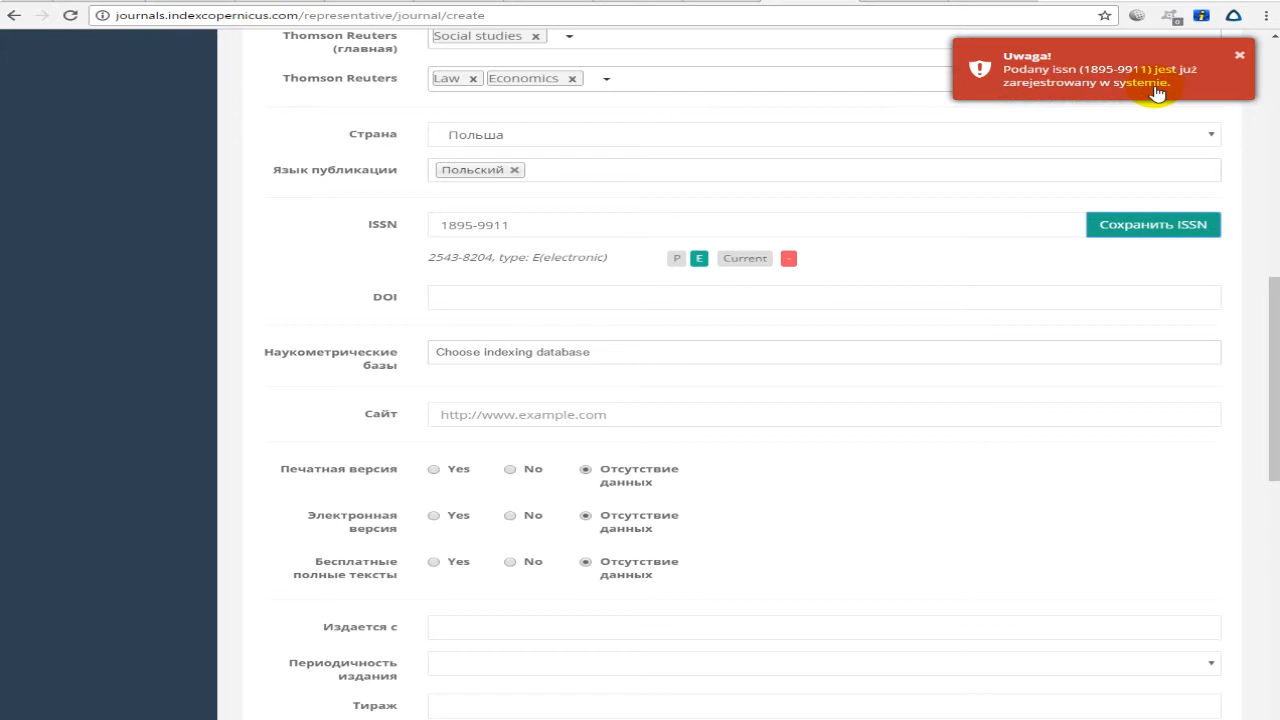 journals.indexcopernicus.com/representative/journal/create
Thomson Reuters
(главная)
Social studies ×
Uwaga!
Podany issn (1895-9911) jest już
zarejestrowany w systemie.
Thomson Reuters
Law × Economics ×
Страна
Польша
Язык публикации
Польский ×
ISSN
1895-9911
Сохранить ISSN
2543-8204, type: E(electronic)
P E Current -
DOI
Наукометрические
базы
Choose indexing database
Сайт
http://www.example.com
Печатная версия
Yes No Отсутствие
данных
Электронная
версия
Yes No Отсутствие
данных
Бесплатные
полные тексты
Yes No Отсутствие
данных
Издается с
Периодичность
издания
Тираж